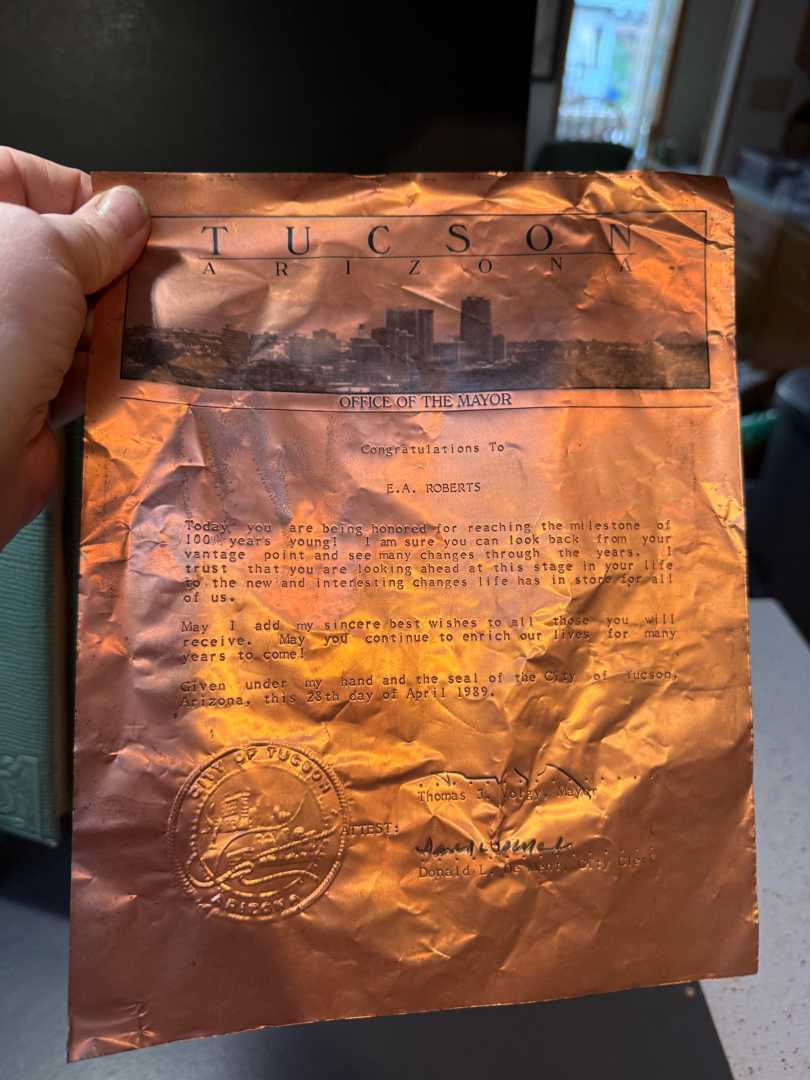 TUCSON
ARIZONA
OFFICE OF THE MAYOR
Congratulations To
E.A. ROBERTS
Today you are being honored for reaching the milestone of
100 years young! I am sure you can look back from your
vantage point and see many changes through the years. I
trust that you are looking ahead at this stage in your life
to the new and interesting changes life has in store for all
of us.
May I add my sincere best wishes to all those you will
receive. May you continue to enrich our lives for many
years to come!
Given under my hand and the seal of the City of Tucson,
Arizona, this 28th day of April 1989.
CITY OF TUCSON
ARIZONA
Thomas J. Volgy, Mayor
ATTEST:
Donald L. De Ment, City Clerk